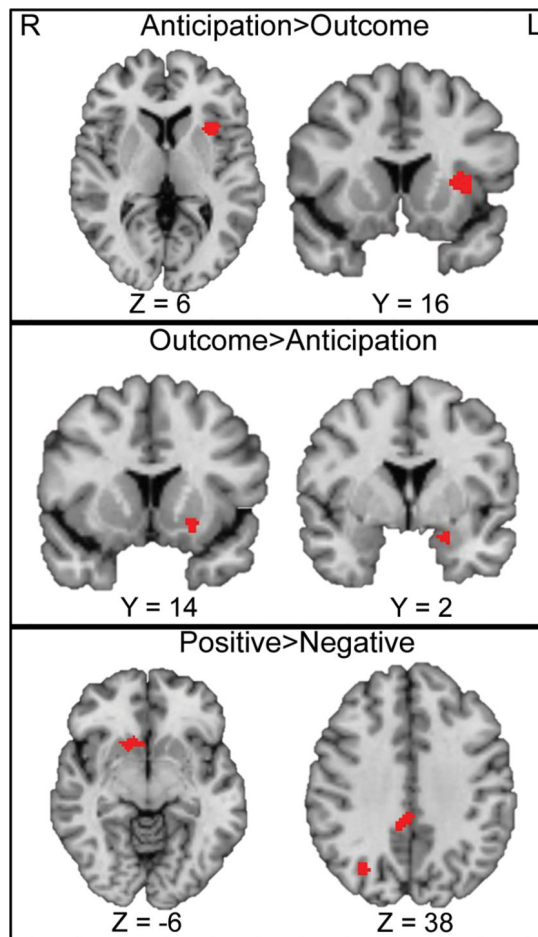 R Anticipation>Outcome L
Z = 6 Y = 16
Outcome>Anticipation
Y = 14 Y = 2
Positive>Negative
Z = -6 Z = 38